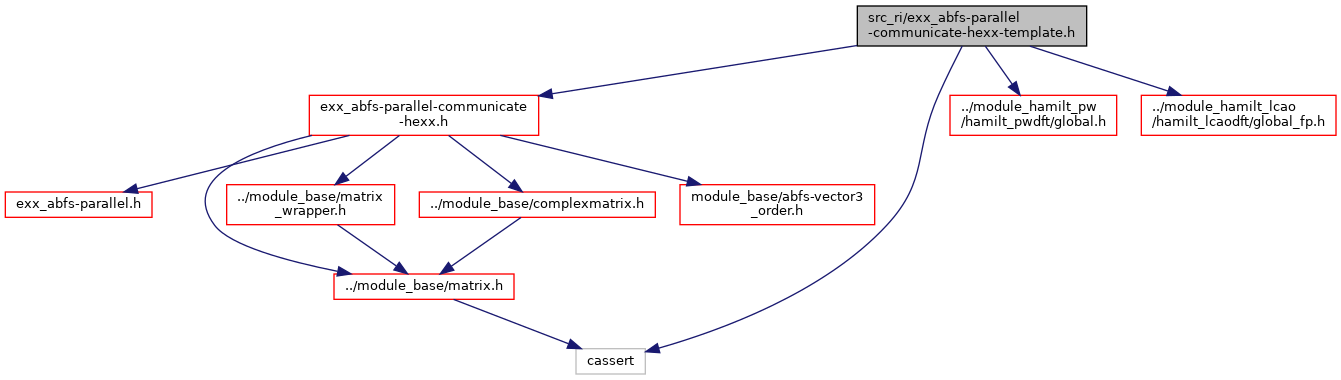 src_ri/exx_abfs-parallel
-communicate-hexx-template.h
exx_abfs-parallel-communicate
-hexx.h
../module_hamilt_pw
/hamilt_pwdft/global.h
../module_hamilt_lcao
/hamilt_lcaodft/global_fp.h
exx_abfs-parallel.h
../module_base/matrix
_wrapper.h
../module_base/complexmatrix.h
module_base/abfs-vector3
_order.h
../module_base/matrix.h
cassert